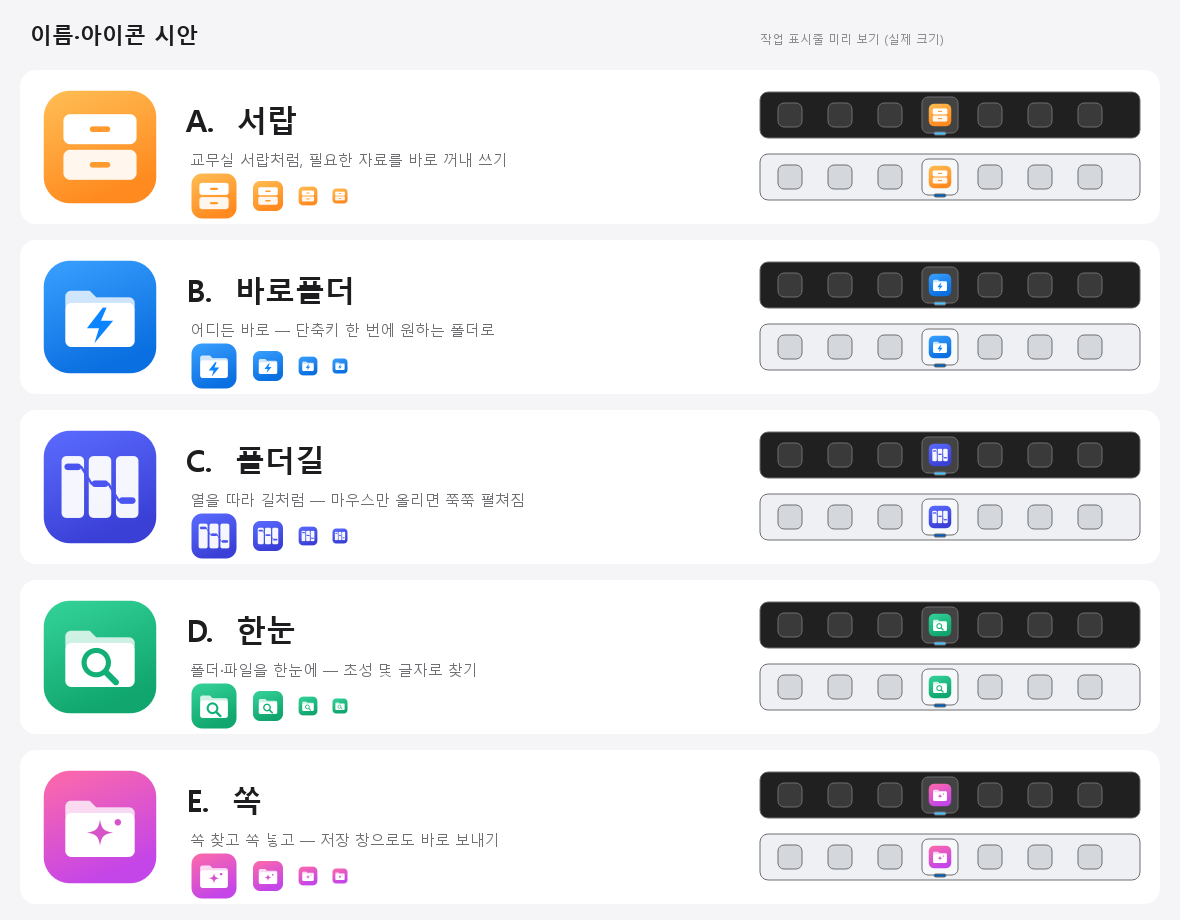 이름·아이콘 시안
작업 표시줄 미리 보기 (실제 크기)
A. 서랍
교무실 서랍처럼, 필요한 자료를 바로 꺼내 쓰기
B. 바로폴더
어디든 바로 — 단축키 한 번에 원하는 폴더로
C. 폴더길
열을 따라 길처럼 — 마우스만 올리면 쭉쭉 펼쳐짐
D. 한눈
폴더·파일을 한눈에 — 초성 몇 글자로 찾기
E. 쏙
쏙 찾고 쏙 넣고 — 저장 창으로도 바로 보내기